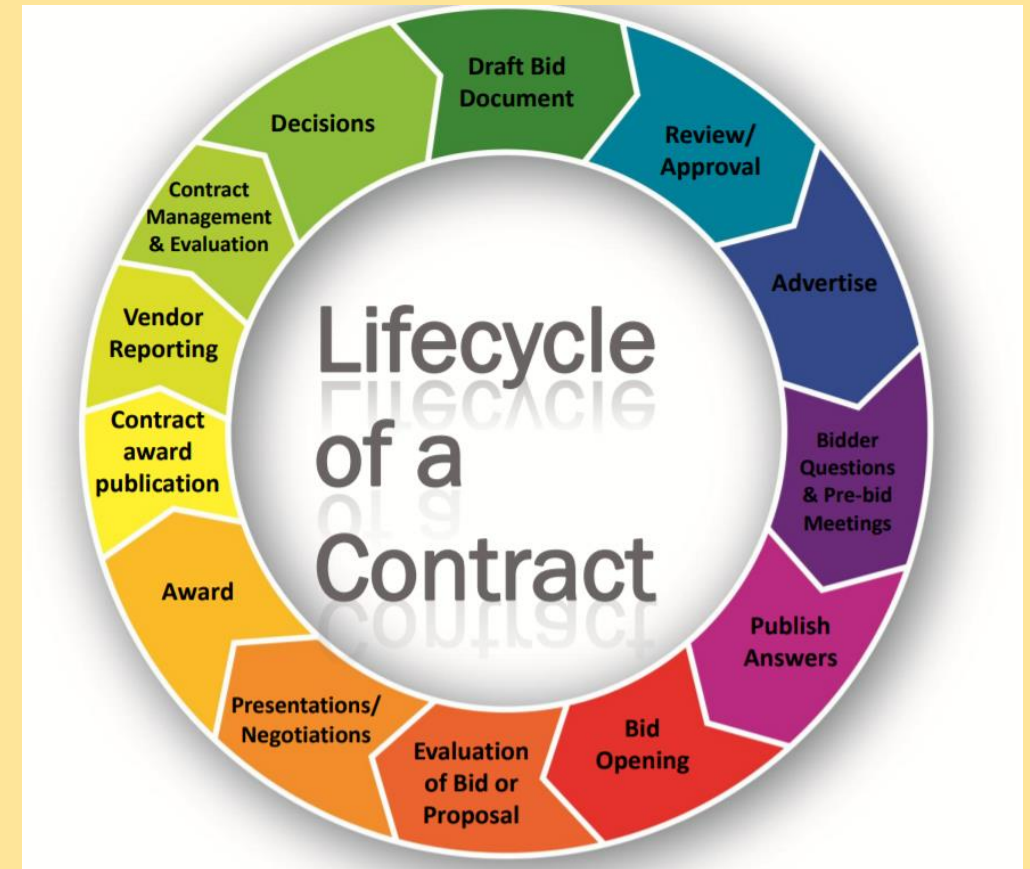 Draft Bid
Document
Review/
Approval
Advertise
Bidder
Questions
& Pre-bid
Meetings
Publish
Answers
Bid
Opening
Evaluation
of Bid or
Proposal
Presentations/
Negotiations
Award
Contract
award
publication
Vendor
Reporting
Contract
Management
& Evaluation
Decisions
Lifecycle
of a
Contract